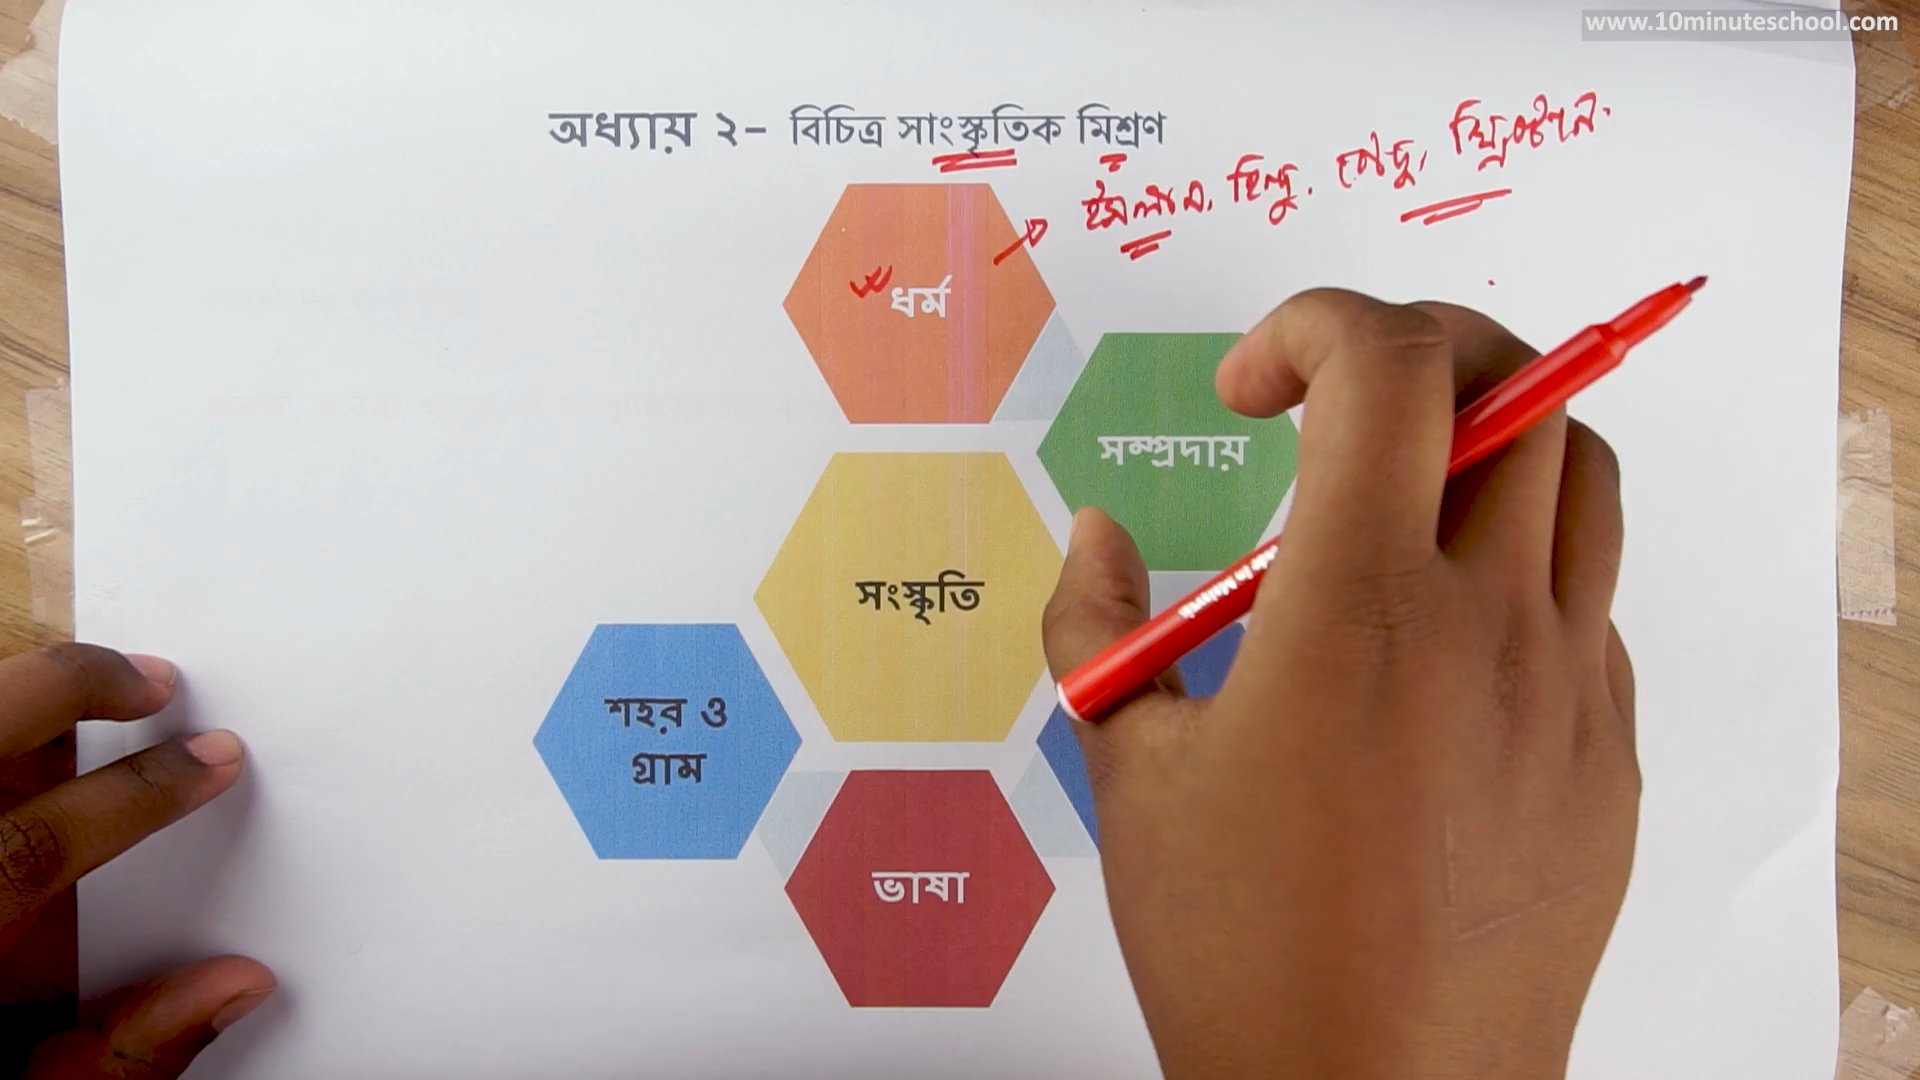 www.10minuteschool.com
অধ্যায় ২- বিচিত্র সাংস্কৃতিক মিশ্রণ
ইসলাম, হিন্দু, বৌদ্ধ, খ্রিস্টান
ধর্ম
সম্প্রদায়
সংস্কৃতি
শহর ও
গ্রাম
ভাষা